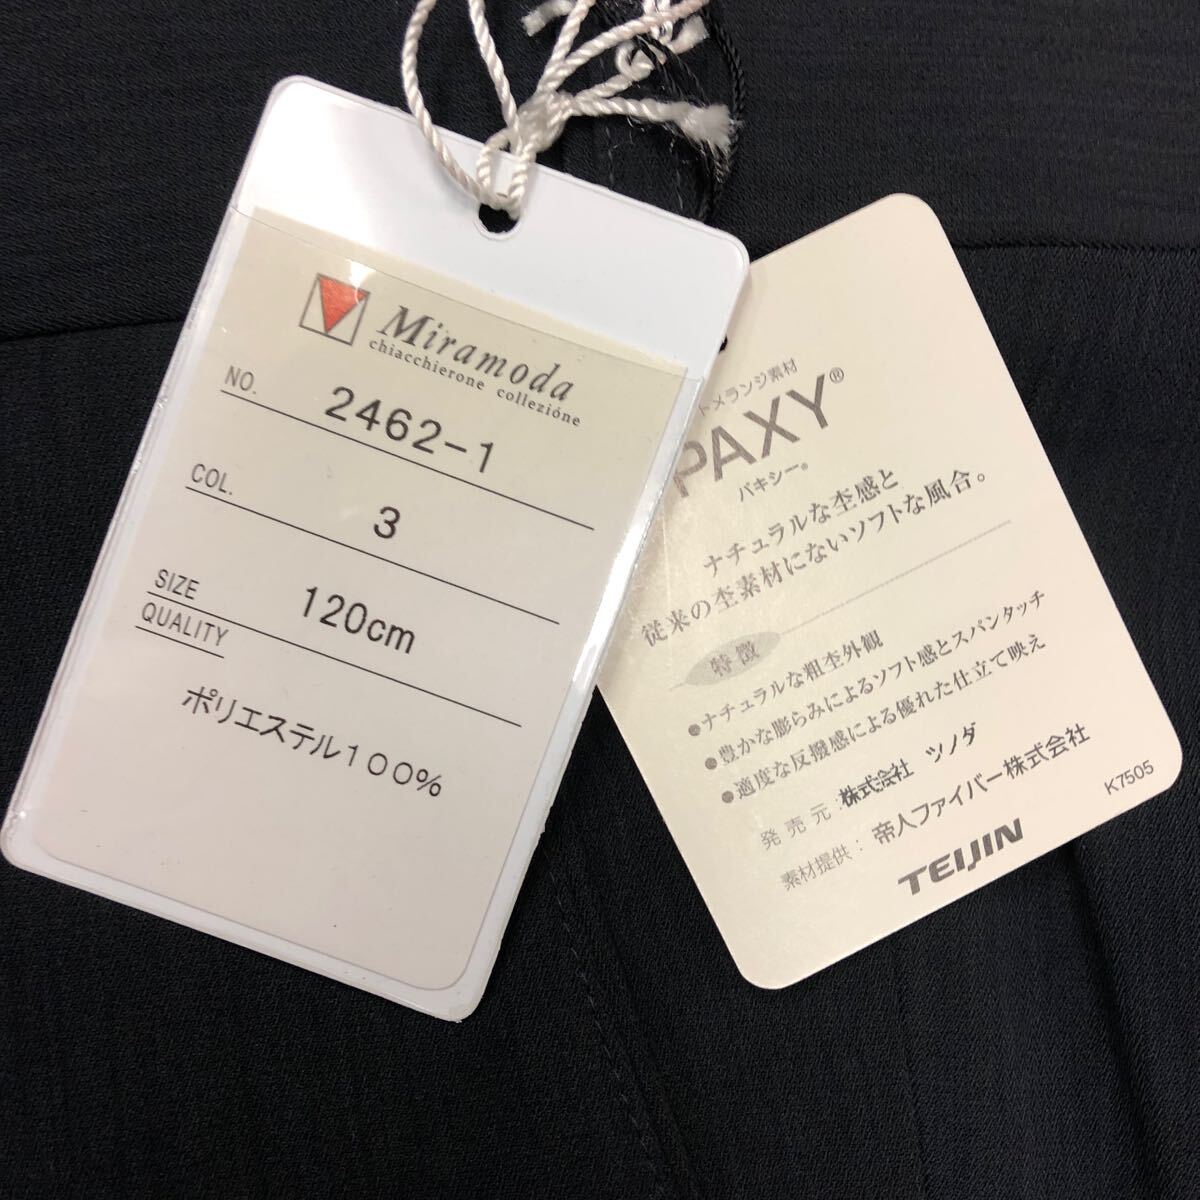 Miramoda
chiacchierone collezióne
NO. 2462-1
COL. 3
SIZE 120cm
QUALITY
ポリエステル100%
トメランジ素材
PAXY®
パキシー®
ナチュラルな杢感と
従来の杢素材にないソフトな風合。
特徴
●ナチュラルな粗杢外観
●豊かな膨らみによるソフト感とスパンタッチ
●適度な反撥感による優れた仕立て映え
発売元:株式会社 ツノダ
素材提供:帝人ファイバー株式会社
TEIJIN
K7505